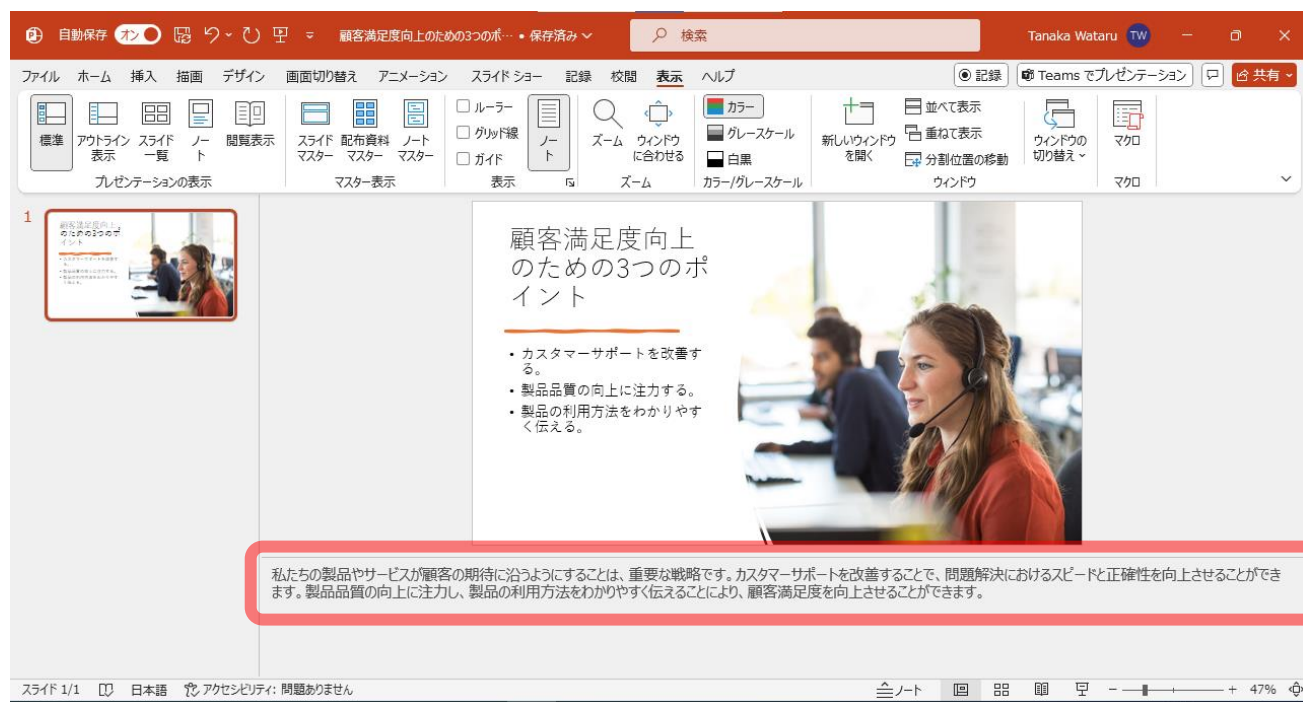 自動保存 オン 顧客満足度向上のための3つのポ… • 保存済み 検索 Tanaka Wataru TW
ファイル ホーム 挿入 描画 デザイン 画面切り替え アニメーション スライド ショー 記録 校閲 表示 ヘルプ 記録 Teams でプレゼンテーション 共有
標準
アウトライン
表示
スライド
一覧
ノー
ト
閲覧表示
プレゼンテーションの表示
スライド
マスター
配布資料
マスター
ノート
マスター
マスター表示
ルーラー
グリッド線
ガイド
ノー
ト
表示
ズーム
ウィンドウ
に合わせる
ズーム
カラー
グレースケール
白黒
カラー/グレースケール
新しいウィンドウ
を開く
並べて表示
重ねて表示
分割位置の移動
ウィンドウの
切り替え
ウィンドウ
マクロ
マクロ
1
顧客満足度向上
のための3つのポ
イント
• カスタマーサポートを改善す
る。
• 製品品質の向上に注力する。
• 製品の利用方法をわかりやす
く伝える。
私たちの製品やサービスが顧客の期待に沿うようにすることは、重要な戦略です。カスタマーサポートを改善することで、問題解決におけるスピードと正確性を向上させることができ
ます。製品品質の向上に注力し、製品の利用方法をわかりやすく伝えることにより、顧客満足度を向上させることができます。
スライド 1/1 日本語 アクセシビリティ: 問題ありません ノート 47%